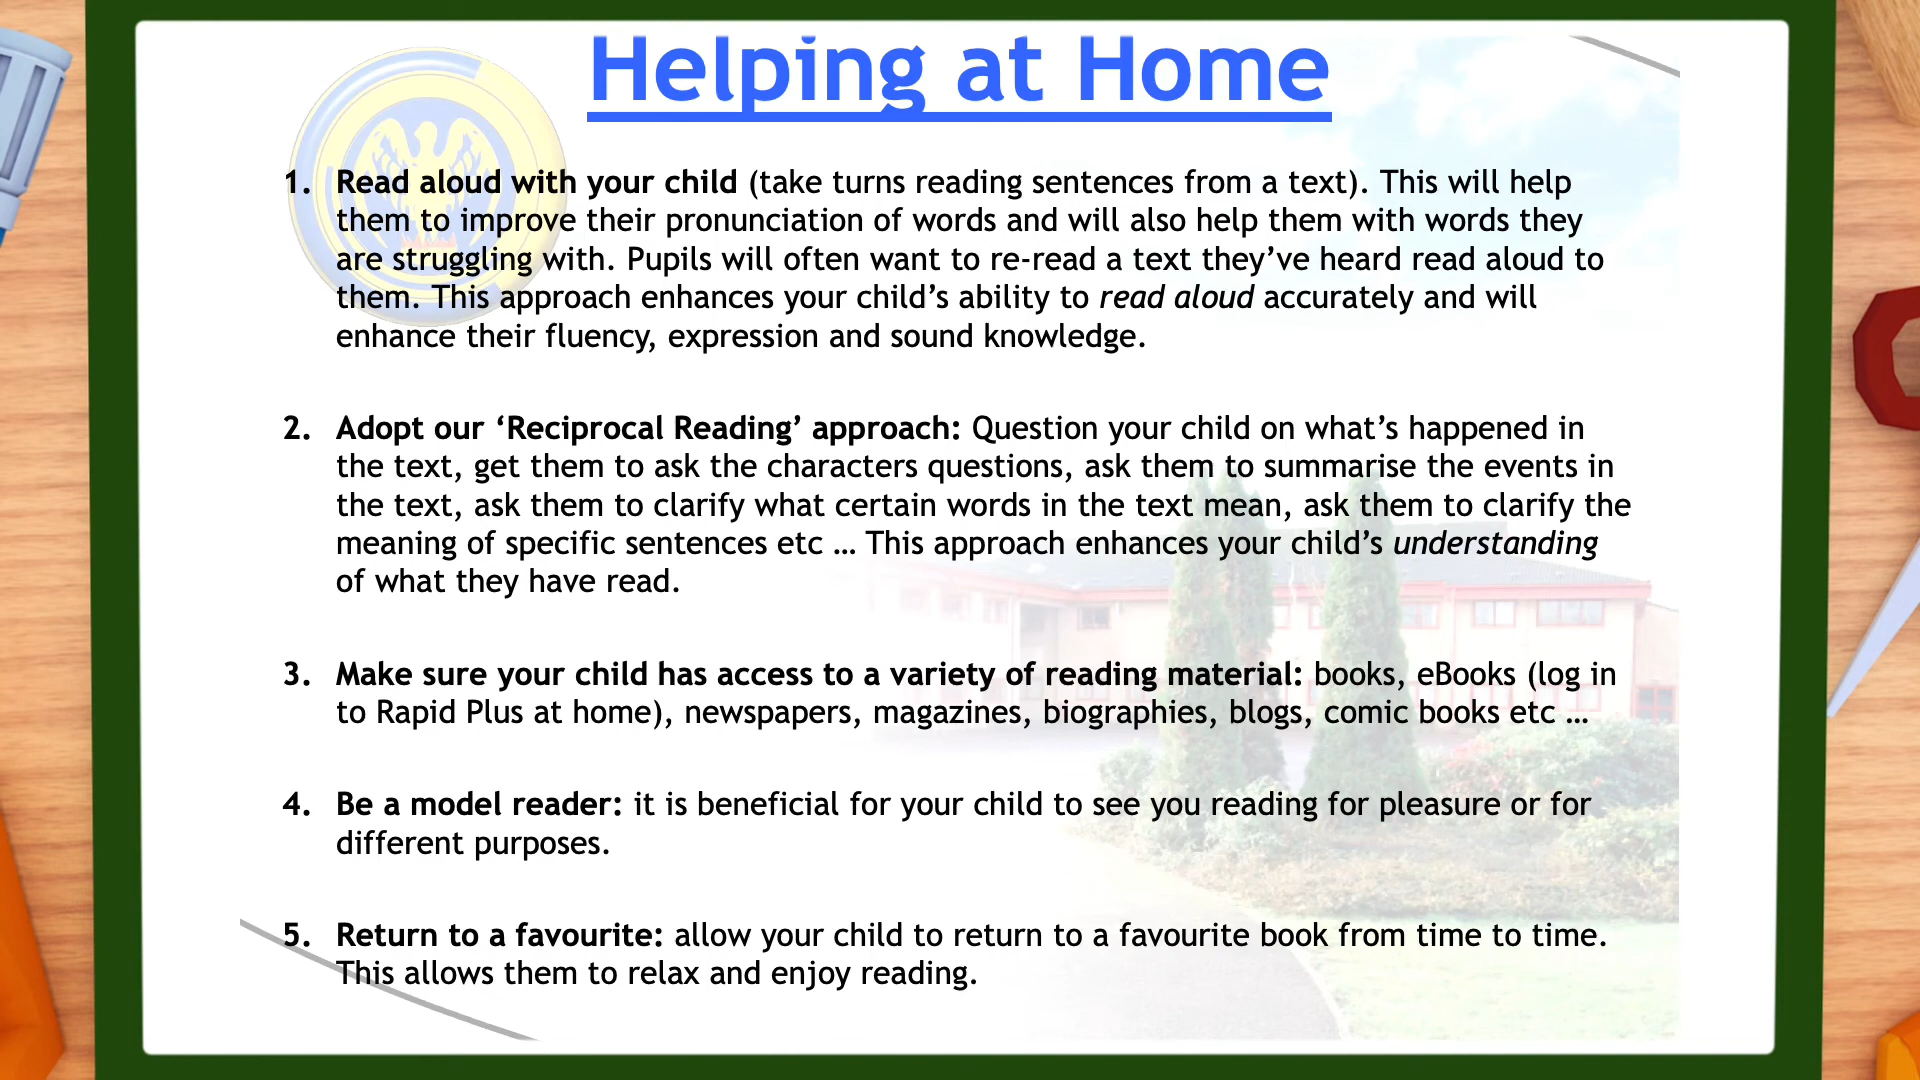 Helping at Home
1. Read aloud with your child (take turns reading sentences from a text). This will help
them to improve their pronunciation of words and will also help them with words they
are struggling with. Pupils will often want to re-read a text they’ve heard read aloud to
them. This approach enhances your child’s ability to read aloud accurately and will
enhance their fluency, expression and sound knowledge.
2. Adopt our ‘Reciprocal Reading’ approach: Question your child on what’s happened in
the text, get them to ask the characters questions, ask them to summarise the events in
the text, ask them to clarify what certain words in the text mean, ask them to clarify the
meaning of specific sentences etc … This approach enhances your child’s understanding
of what they have read.
3. Make sure your child has access to a variety of reading material: books, eBooks (log in
to Rapid Plus at home), newspapers, magazines, biographies, blogs, comic books etc …
4. Be a model reader: it is beneficial for your child to see you reading for pleasure or for
different purposes.
5. Return to a favourite: allow your child to return to a favourite book from time to time.
This allows them to relax and enjoy reading.